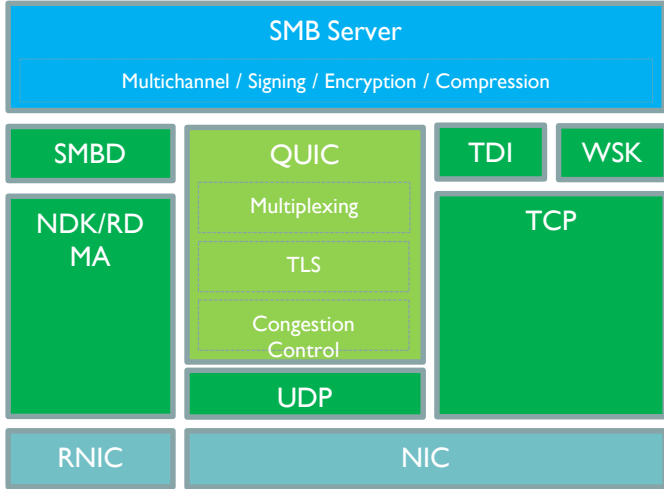 SMB Server
Multichannel / Signing / Encryption / Compression
SMBD
QUIC
TDI
WSK
Multiplexing
NDK/RD
MA
TCP
TLS
Congestion
Control
UDP
RNIC
NIC